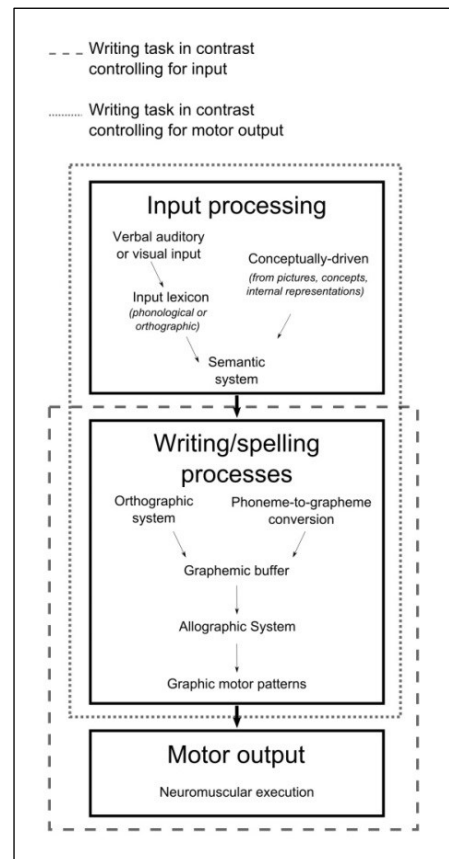 Writing task in contrast
controlling for input
Writing task in contrast
controlling for motor output
Input processing
Verbal auditory
or visual input
Conceptually-driven
(from pictures, concepts,
internal representations)
Input lexicon
(phonological or
orthographic)
Semantic
system
Writing/spelling
processes
Orthographic
system
Phoneme-to-grapheme
conversion
Graphemic buffer
Allographic System
Graphic motor patterns
Motor output
Neuromuscular execution